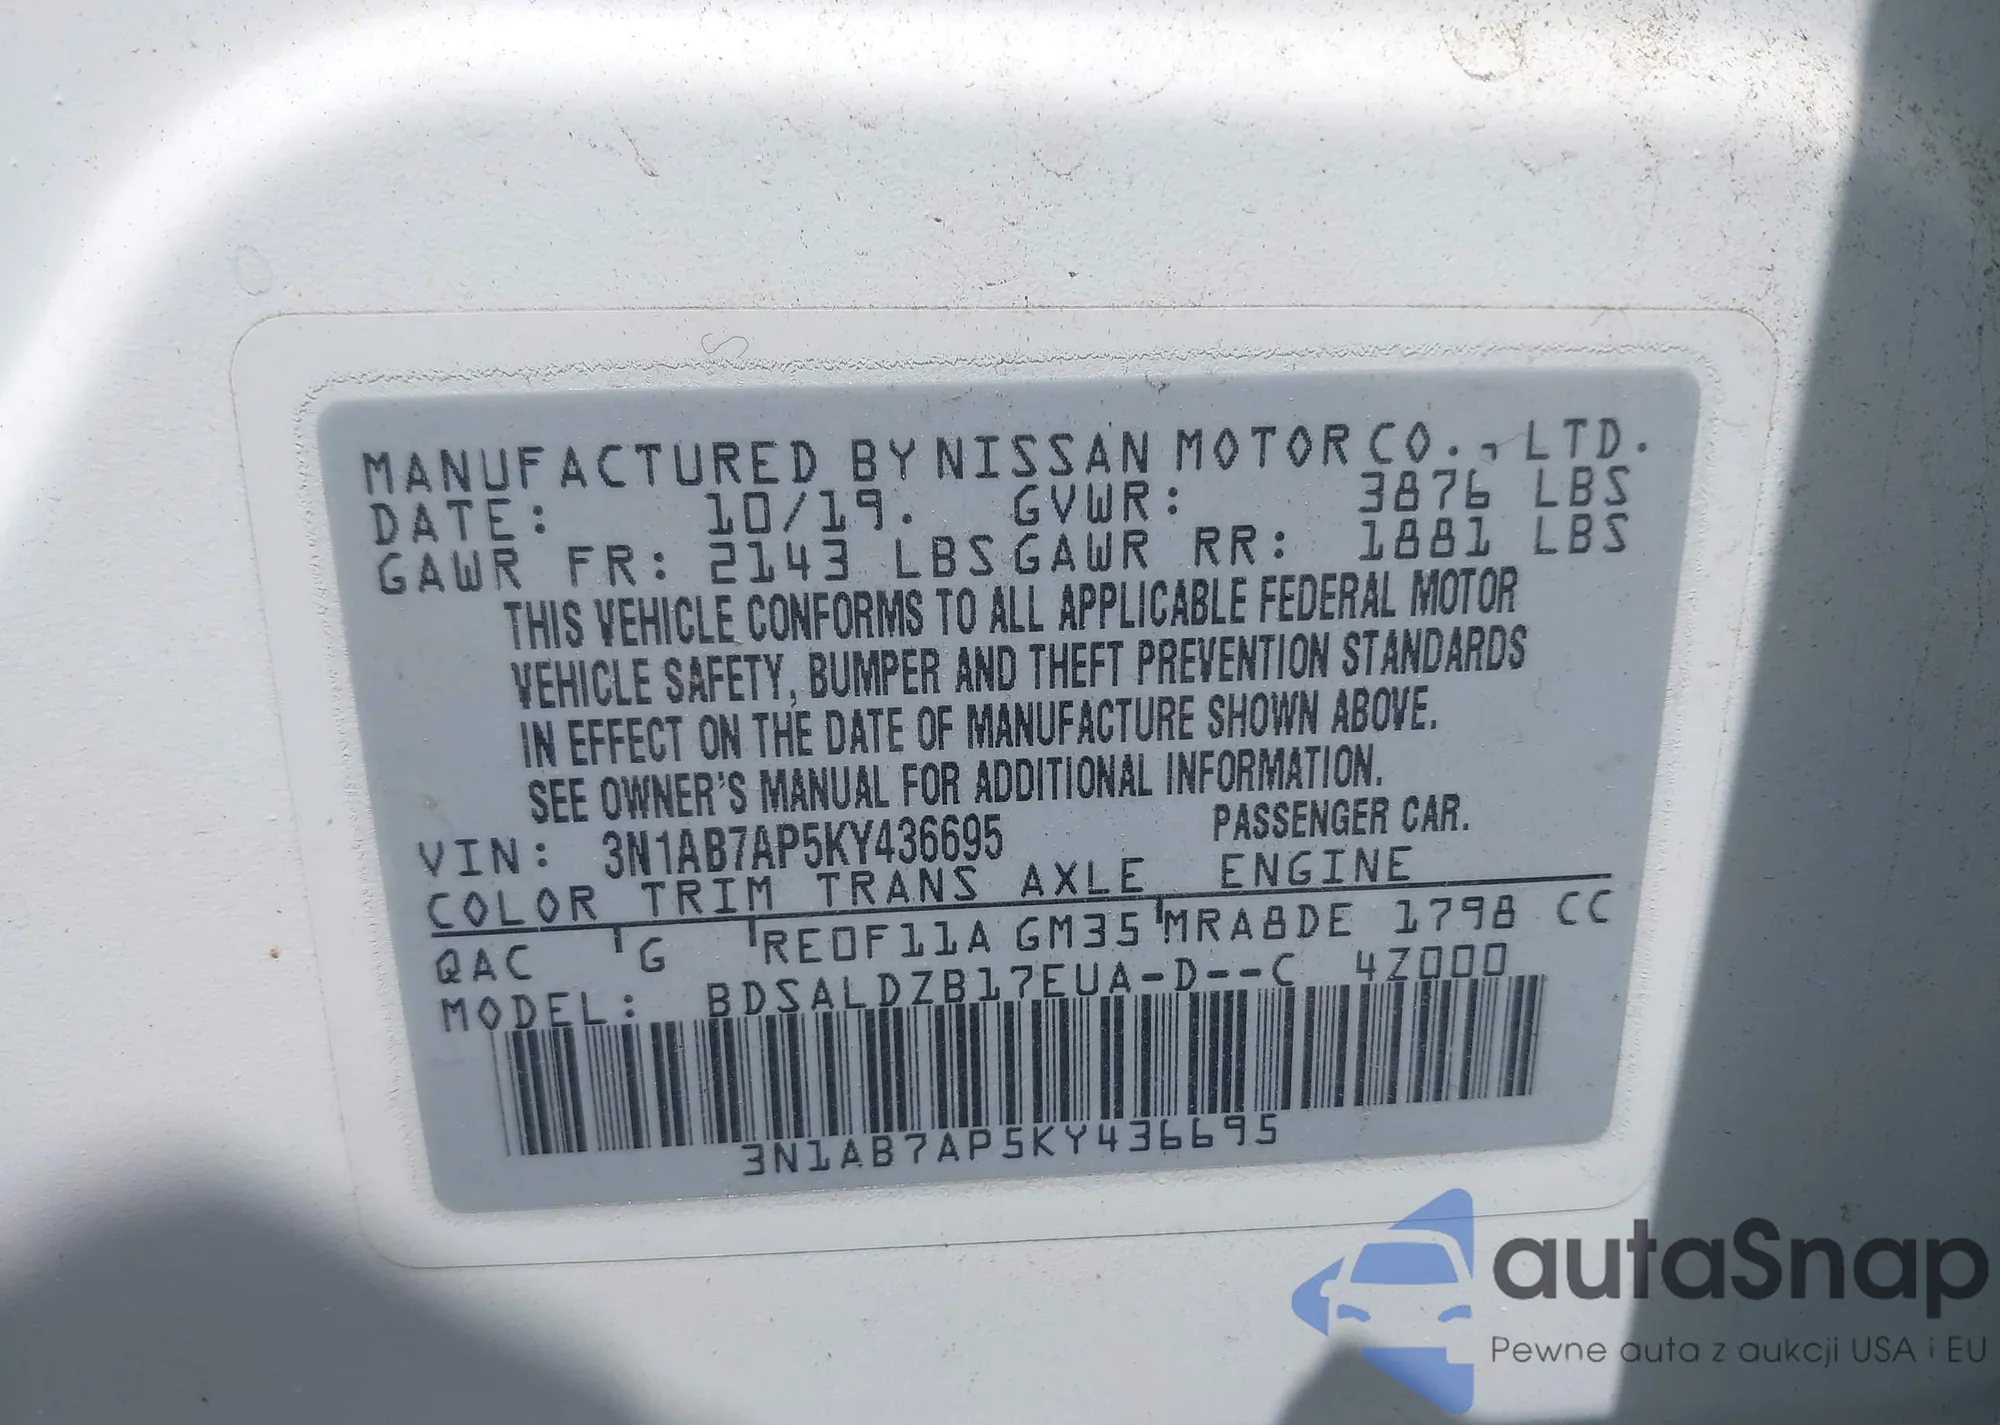 MANUFACTURED BY NISSAN MOTOR CO., LTD.
DATE: 10/19. GVWR: 3876 LBS
GAWR FR: 2143 LBS GAWR RR: 1881 LBS
THIS VEHICLE CONFORMS TO ALL APPLICABLE FEDERAL MOTOR
VEHICLE SAFETY, BUMPER AND THEFT PREVENTION STANDARDS
IN EFFECT ON THE DATE OF MANUFACTURE SHOWN ABOVE.
SEE OWNER'S MANUAL FOR ADDITIONAL INFORMATION.
VIN: 3N1AB7AP5KY436695 PASSENGER CAR.
COLOR TRIM TRANS AXLE ENGINE
QAC G RE0F11A GM35 MRA8DE 1798 CC
MODEL: BDSALDZB17EUA-D--C 4Z000
3N1AB7AP5KY436695
autaSnap
Pewne auta z aukcji USA i EU